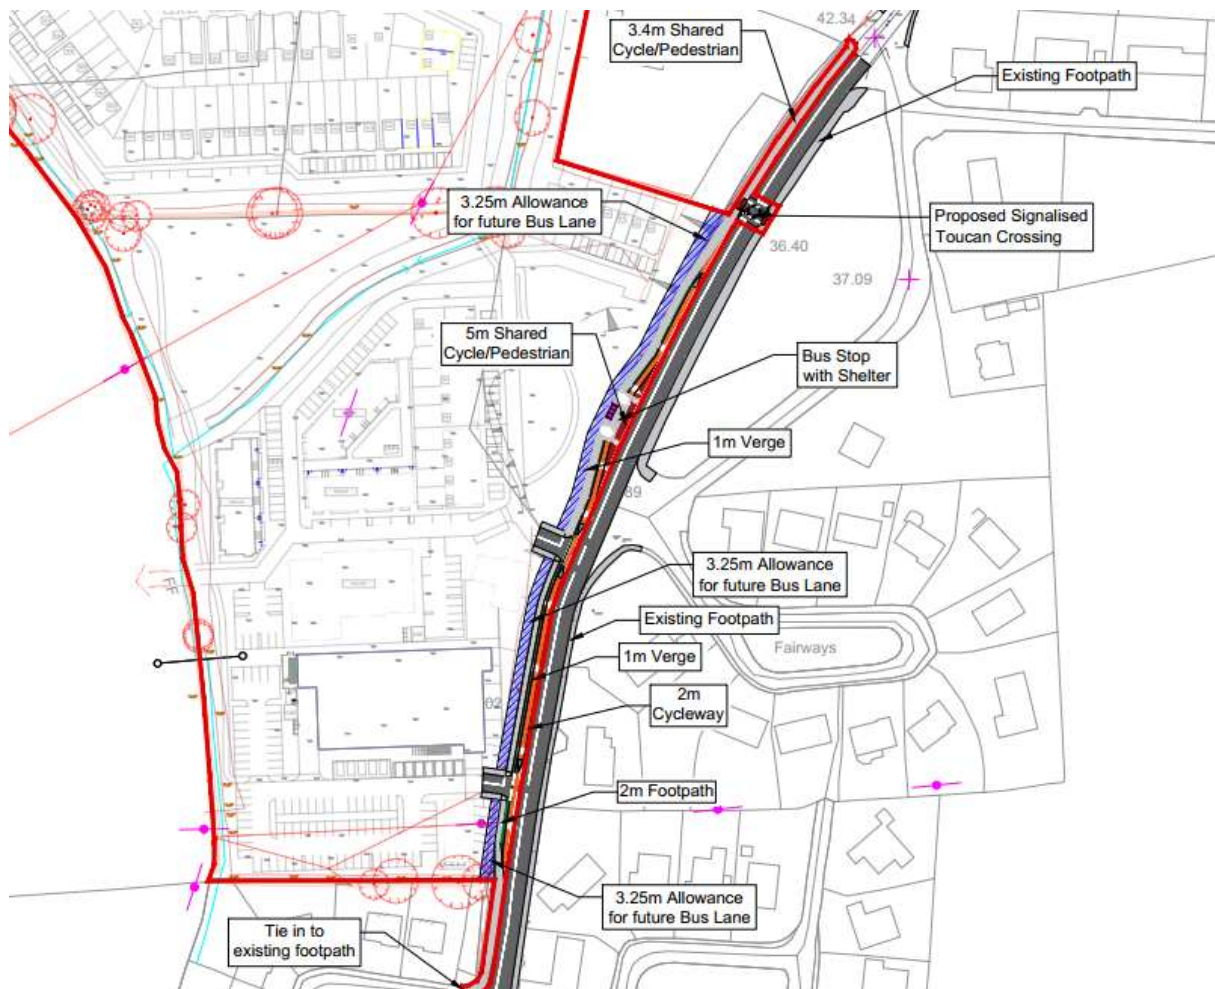 42.34
3.4m Shared
Cycle/Pedestrian
Existing Footpath
3.25m Allowance
for future Bus Lane
Proposed Signalised
Toucan Crossing
36.40
37.09
5m Shared
Cycle/Pedestrian
Bus Stop
with Shelter
1m Verge
89
3.25m Allowance
for future Bus Lane
Existing Footpath
Fairways
1m Verge
2m
Cycleway
02
2m Footpath
3.25m Allowance
for future Bus Lane
Tie in to
existing footpath
FF